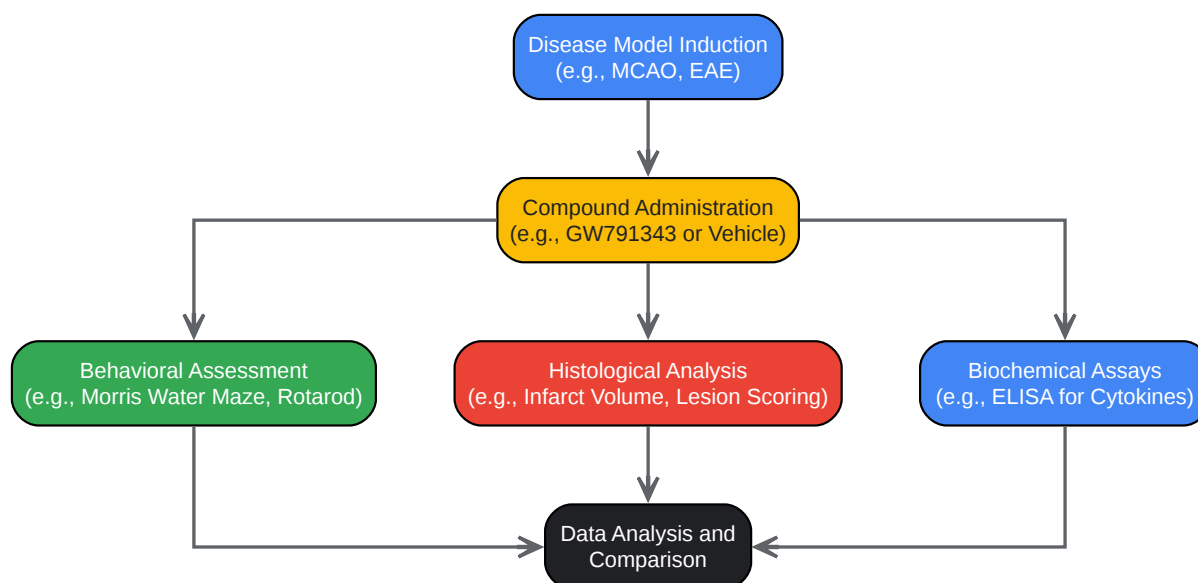 Disease Model Induction
(e.g., MCAO, EAE)
Compound Administration
(e.g., GW791343 or Vehicle)
Behavioral Assessment
(e.g., Morris Water Maze, Rotarod)
Histological Analysis
(e.g., Infarct Volume, Lesion Scoring)
Biochemical Assays
(e.g., ELISA for Cytokines)
Data Analysis and
Comparison